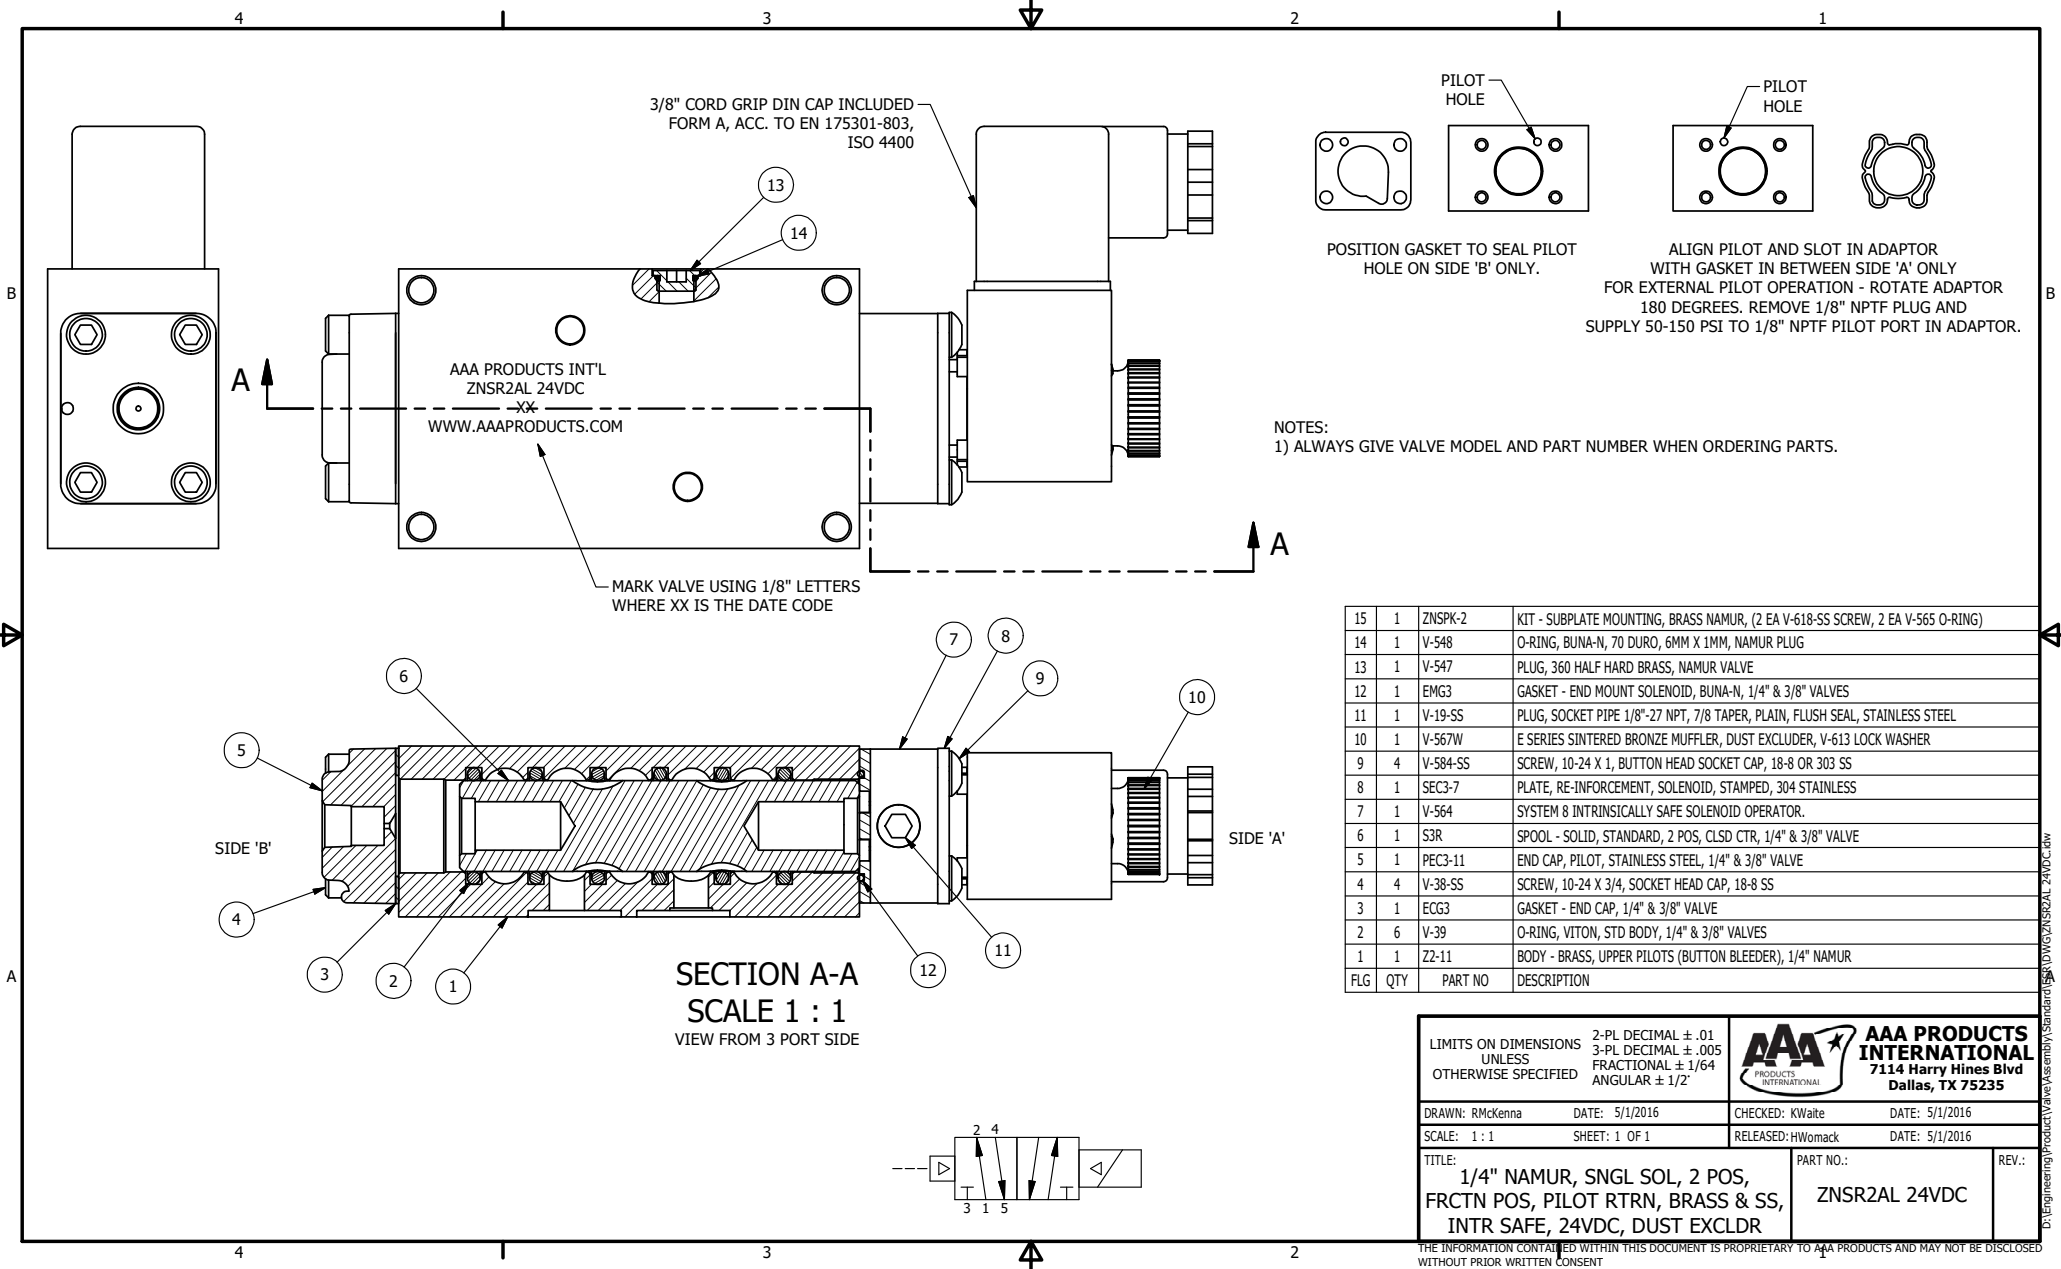 4
3
2
1
B
B
A
A
3/8" CORD GRIP DIN CAP INCLUDED
FORM A, ACC. TO EN 175301-803,
ISO 4400
13
14
PILOT
HOLE
PILOT
HOLE
POSITION GASKET TO SEAL PILOT
HOLE ON SIDE 'B' ONLY.
ALIGN PILOT AND SLOT IN ADAPTOR
WITH GASKET IN BETWEEN SIDE 'A' ONLY
FOR EXTERNAL PILOT OPERATION - ROTATE ADAPTOR
180 DEGREES. REMOVE 1/8" NPTF PLUG AND
SUPPLY 50-150 PSI TO 1/8" NPTF PILOT PORT IN ADAPTOR.
A
AAA PRODUCTS INT'L
ZNSR2AL 24VDC
XX
WWW.AAAPRODUCTS.COM
A
NOTES:
1) ALWAYS GIVE VALVE MODEL AND PART NUMBER WHEN ORDERING PARTS.
MARK VALVE USING 1/8" LETTERS
WHERE XX IS THE DATE CODE
5
6
7
8
9
10
SIDE 'B'
SIDE 'A'
4
3
2
1
12
11
SECTION A-A
SCALE 1 : 1
VIEW FROM 3 PORT SIDE
2 4
3 1 5
15 1 ZNSPK-2 KIT - SUBPLATE MOUNTING, BRASS NAMUR, (2 EA V-618-SS SCREW, 2 EA V-565 O-RING)
14 1 V-548 O-RING, BUNA-N, 70 DURO, 6MM X 1MM, NAMUR PLUG
13 1 V-547 PLUG, 360 HALF HARD BRASS, NAMUR VALVE
12 1 EMG3 GASKET - END MOUNT SOLENOID, BUNA-N, 1/4" & 3/8" VALVES
11 1 V-19-SS PLUG, SOCKET PIPE 1/8"-27 NPT, 7/8 TAPER, PLAIN, FLUSH SEAL, STAINLESS STEEL
10 1 V-567W E SERIES SINTERED BRONZE MUFFLER, DUST EXCLUDER, V-613 LOCK WASHER
9 4 V-584-SS SCREW, 10-24 X 1, BUTTON HEAD SOCKET CAP, 18-8 OR 303 SS
8 1 SEC3-7 PLATE, RE-INFORCEMENT, SOLENOID, STAMPED, 304 STAINLESS
7 1 V-564 SYSTEM 8 INTRINSICALLY SAFE SOLENOID OPERATOR.
6 1 S3R SPOOL - SOLID, STANDARD, 2 POS, CLSD CTR, 1/4" & 3/8" VALVE
5 1 PEC3-11 END CAP, PILOT, STAINLESS STEEL, 1/4" & 3/8" VALVE
4 4 V-38-SS SCREW, 10-24 X 3/4, SOCKET HEAD CAP, 18-8 SS
3 1 ECG3 GASKET - END CAP, 1/4" & 3/8" VALVE
2 6 V-39 O-RING, VITON, STD BODY, 1/4" & 3/8" VALVES
1 1 Z2-11 BODY - BRASS, UPPER PILOTS (BUTTON BLEEDER), 1/4" NAMUR
FLG QTY PART NO DESCRIPTION
LIMITS ON DIMENSIONS
UNLESS
OTHERWISE SPECIFIED
2-PL DECIMAL ± .01
3-PL DECIMAL ± .005
FRACTIONAL ± 1/64
ANGULAR ± 1/2°
AAA
PRODUCTS
INTERNATIONAL
AAA PRODUCTS
INTERNATIONAL
7114 Harry Hines Blvd
Dallas, TX 75235
DRAWN: RMcKenna DATE: 5/1/2016 CHECKED: KWaite DATE: 5/1/2016
SCALE: 1 : 1 SHEET: 1 OF 1 RELEASED: HWomack DATE: 5/1/2016
TITLE:
1/4" NAMUR, SNGL SOL, 2 POS,
FRCTN POS, PILOT RTRN, BRASS & SS,
INTR SAFE, 24VDC, DUST EXCLDR
PART NO.:
ZNSR2AL 24VDC
REV.:
D:\Engineering\Product\Valve\Assembly\Standard\ESR\DWG\ZNSR2AL 24VDC.idw
4
3
2
1
THE INFORMATION CONTAINED WITHIN THIS DOCUMENT IS PROPRIETARY TO AAA PRODUCTS AND MAY NOT BE DISCLOSED
WITHOUT PRIOR WRITTEN CONSENT